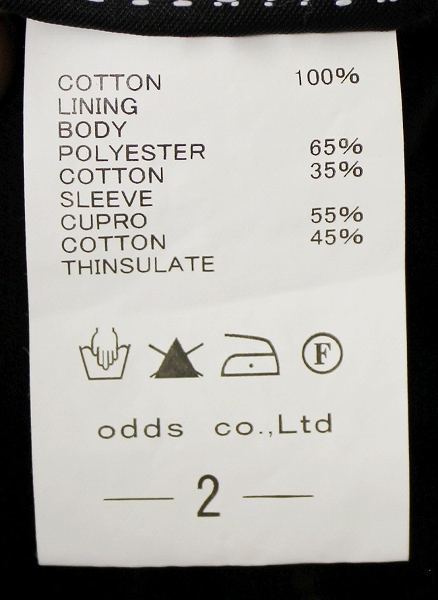 COTTON 100%
LINING
BODY
POLYESTER 65%
COTTON 35%
SLEEVE
CUPRO 55%
COTTON 45%
THINSULATE
F
odds co.,Ltd
— 2 —